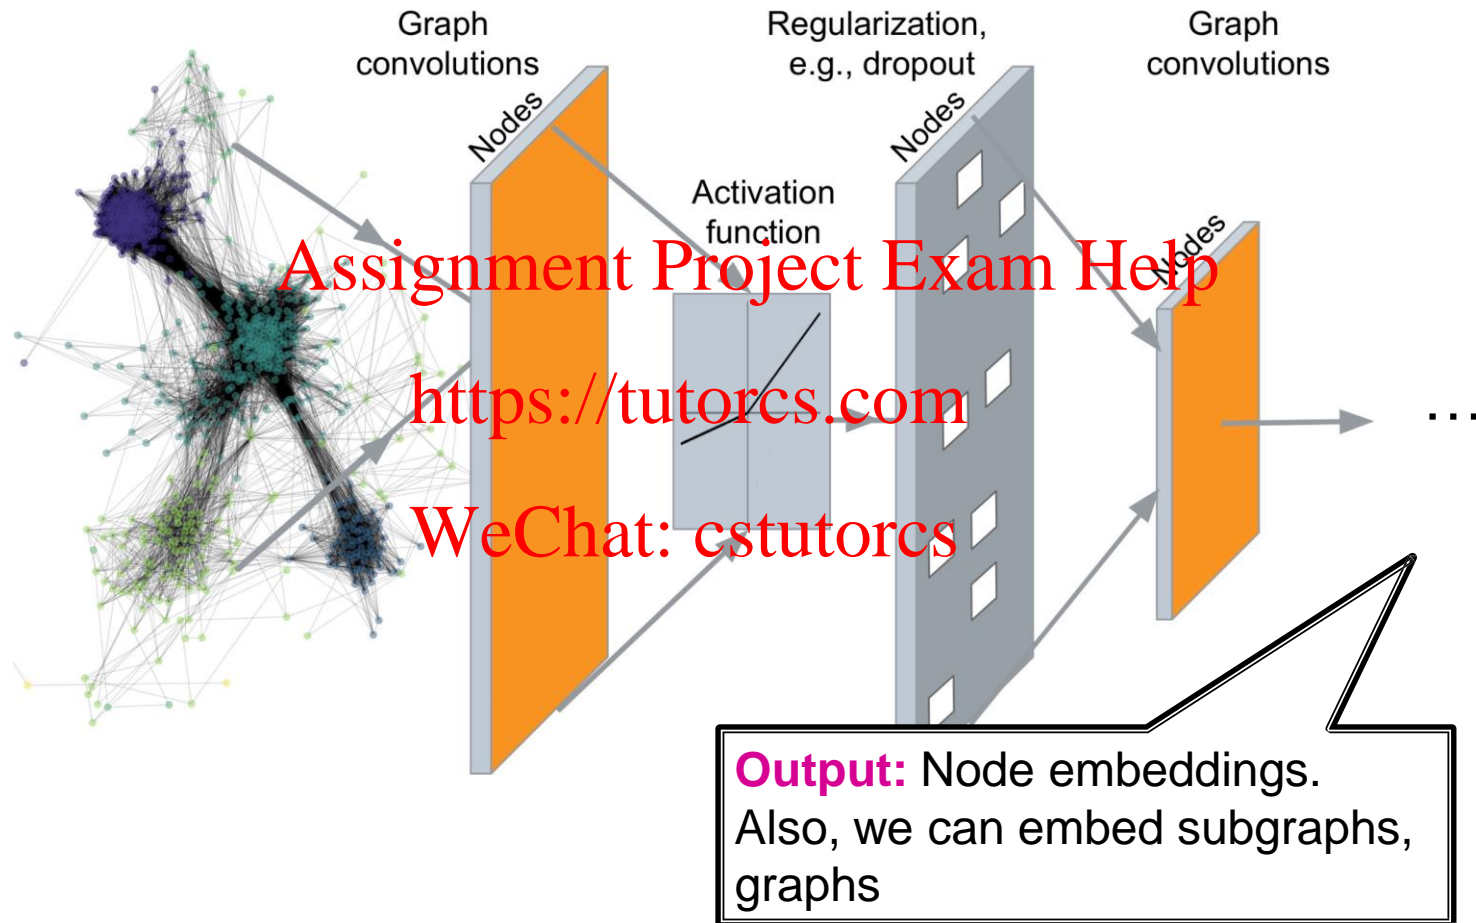 Graph
convolutions
Regularization,
e.g., dropout
Graph
convolutions
Nodes
Nodes
Activation
function
Nodes
Assignment Project Exam Help
https://tutorcs.com
...
WeChat: cstutorcs
Output: Node embeddings.
Also, we can embed subgraphs,
graphs